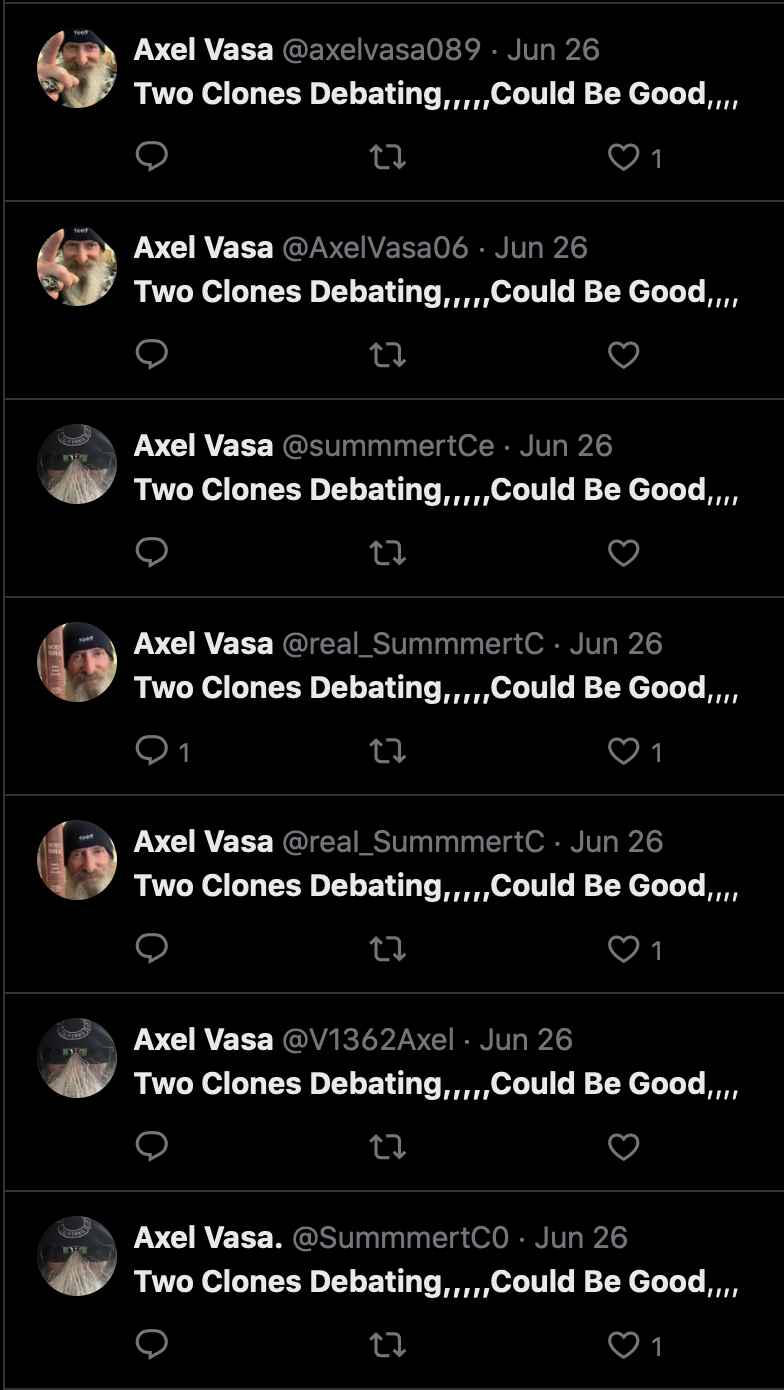 Axel Vasa @axelvasa089 · Jun 26
Two Clones Debating,,,,,Could Be Good,,,,
1
Axel Vasa @AxelVasa06 · Jun 26
Two Clones Debating,,,,,Could Be Good,,,,
Axel Vasa @summmertCe · Jun 26
Two Clones Debating,,,,,Could Be Good,,,,
Axel Vasa @real_SummmertC · Jun 26
Two Clones Debating,,,,,Could Be Good,,,,
1 1
Axel Vasa @real_SummmertC · Jun 26
Two Clones Debating,,,,,Could Be Good,,,,
1
Axel Vasa @V1362Axel · Jun 26
Two Clones Debating,,,,,Could Be Good,,,,
Axel Vasa. @SummmertC0 · Jun 26
Two Clones Debating,,,,,Could Be Good,,,,
1